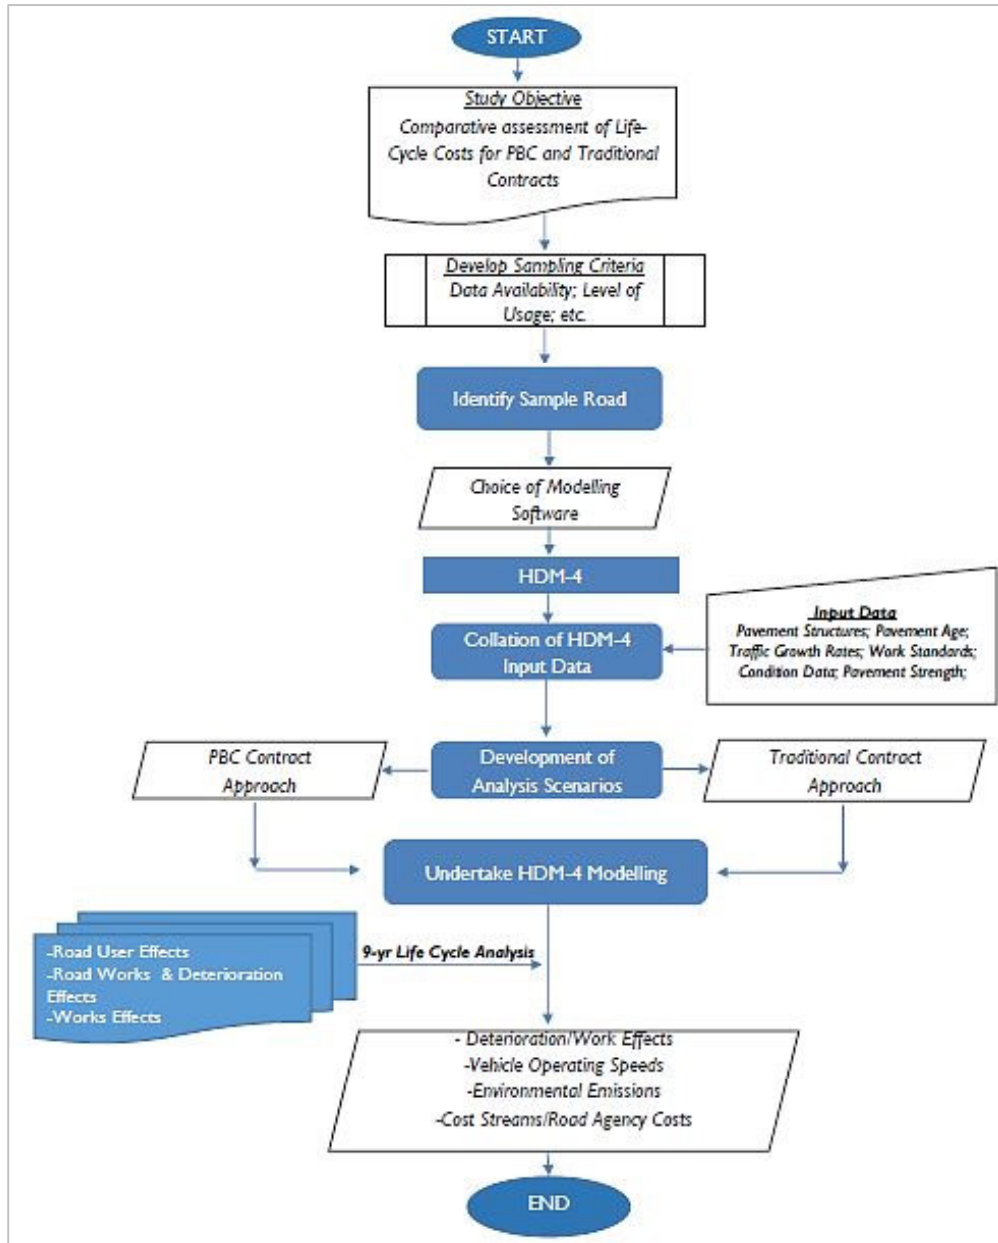 START
Study Objective
Comparative assessment of Life-
Cycle Costs for PBC and Traditional
Contracts
Develop Sampling Criteria
Data Availability; Level of
Usage; etc.
Identify Sample Road
Choice of Modelling
Software
HDM-4
Collation of HDM-4
Input Data
Input Data
Pavement Structures; Pavement Age;
Traffic Growth Rates; Work Standards;
Condition Data; Pavement Strength;
PBC Contract
Approach
Development of
Analysis Scenarios
Traditional Contract
Approach
Undertake HDM-4 Modelling
-Road User Effects
-Road Works & Deterioration
Effects
-Works Effects
9-yr Life Cycle Analysis
- Deterioration/Work Effects
-Vehicle Operating Speeds
-Environmental Emissions
-Cost Streams/Road Agency Costs
END